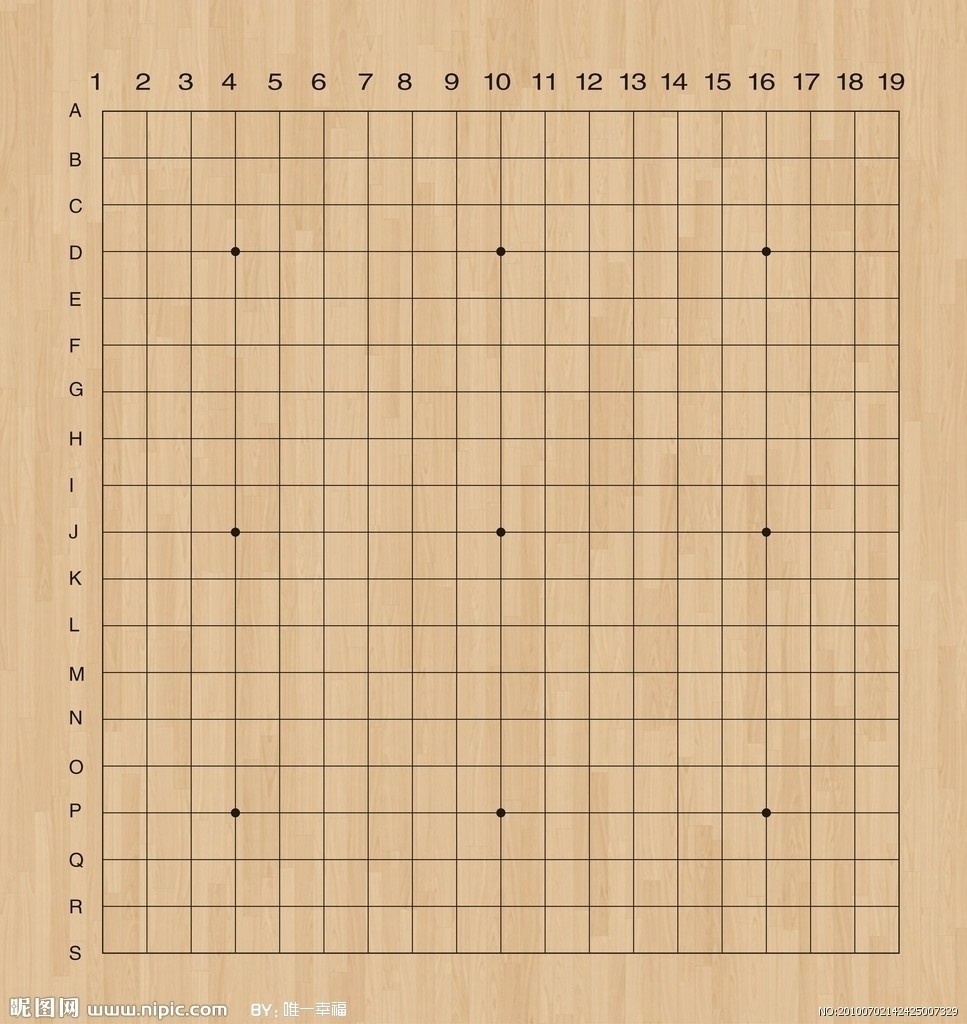 1 2 3 4 5 6 7 8 9 10 11 12 13 14 15 16 17 18 19
A
B
C
D
E
F
G
H
I
J
K
L
M
N
O
P
Q
R
S
昵图网 www.nipic.com BY:唯一幸福 NO:20100702142425007329